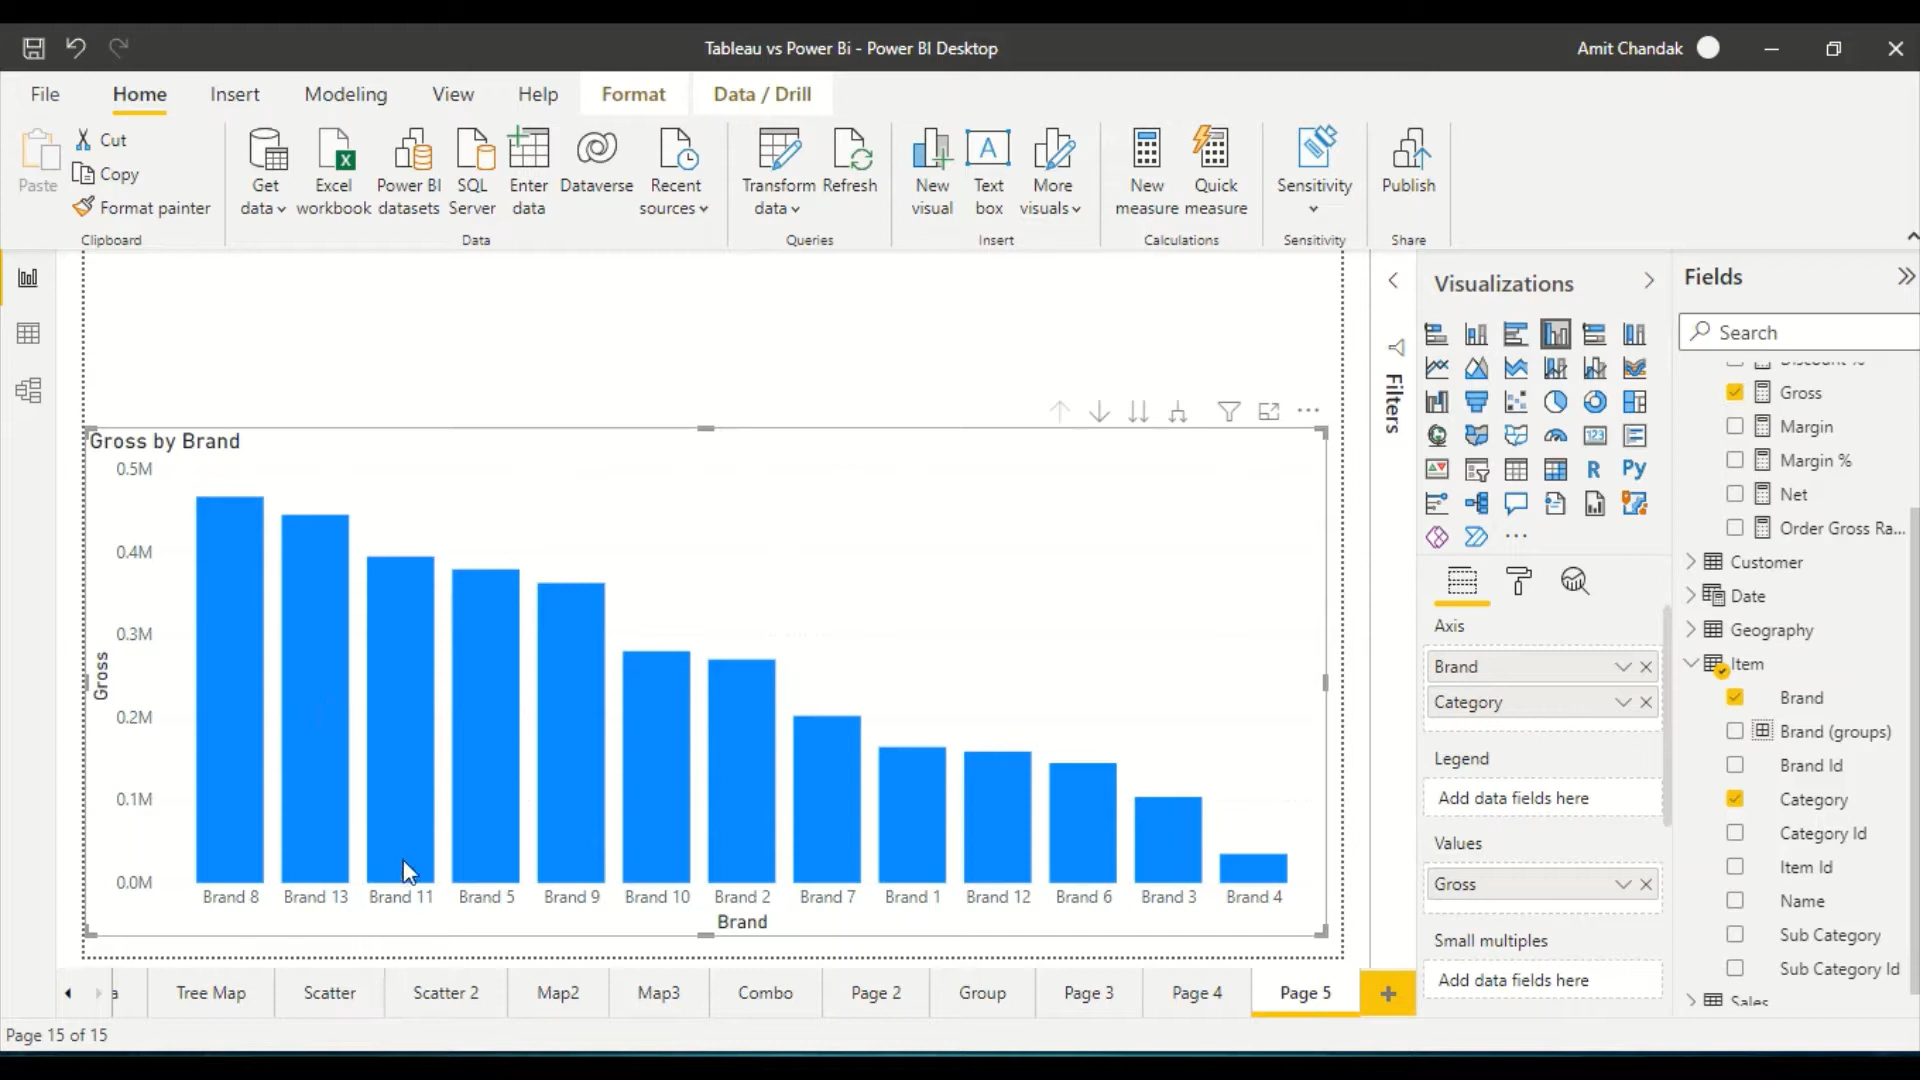 Tableau vs Power Bi - Power BI Desktop
Amit Chandak
File Home Insert Modeling View Help Format Data / Drill
Paste
Cut
Copy
Format painter
Clipboard
Get data
Excel workbook
Power BI datasets
SQL Server
Enter data
Dataverse
Recent sources
Data
Transform data
Refresh
Queries
New visual
Text box
More visuals
Insert
New measure
Quick measure
Calculations
Sensitivity
Sensitivity
Publish
Share
Gross by Brand
0.5M
0.4M
0.3M
0.2M
0.1M
0.0M
Gross
Brand 8 Brand 13 Brand 11 Brand 5 Brand 9 Brand 10 Brand 2 Brand 7 Brand 1 Brand 12 Brand 6 Brand 3 Brand 4
Brand
Filters
Visualizations
123
R
Py
Axis
Brand
Category
Legend
Add data fields here
Values
Gross
Small multiples
Add data fields here
Fields
Search
Discount %
Gross
Margin
Margin %
Net
Order Gross Ra...
Customer
Date
Geography
Item
Brand
Brand (groups)
Brand Id
Category
Category Id
Item Id
Name
Sub Category
Sub Category Id
Sales
a Tree Map Scatter Scatter 2 Map2 Map3 Combo Page 2 Group Page 3 Page 4 Page 5
Page 15 of 15